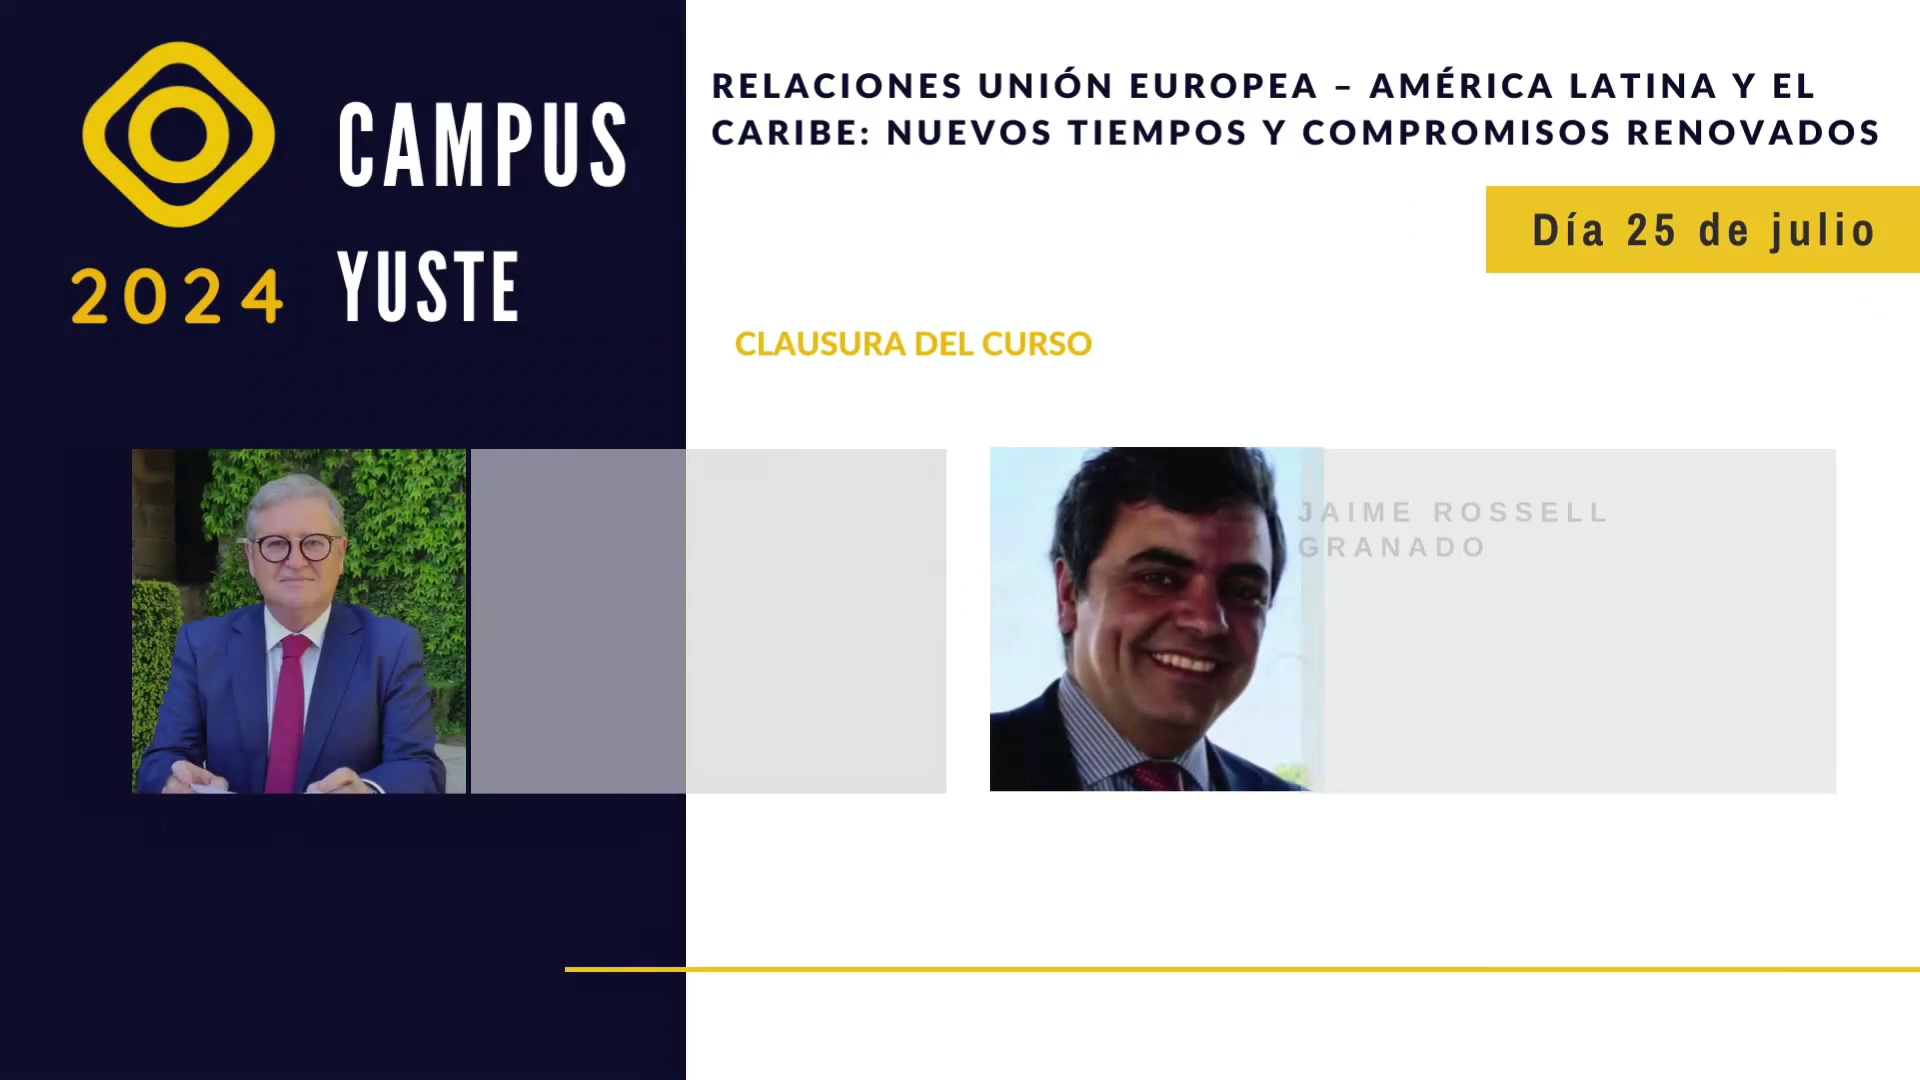 CAMPUS
YUSTE
2024
RELACIONES UNIÓN EUROPEA – AMÉRICA LATINA Y EL
CARIBE: NUEVOS TIEMPOS Y COMPROMISOS RENOVADOS
Día 25 de julio
CLAUSURA DEL CURSO
JAIME ROSSELL
GRANADO